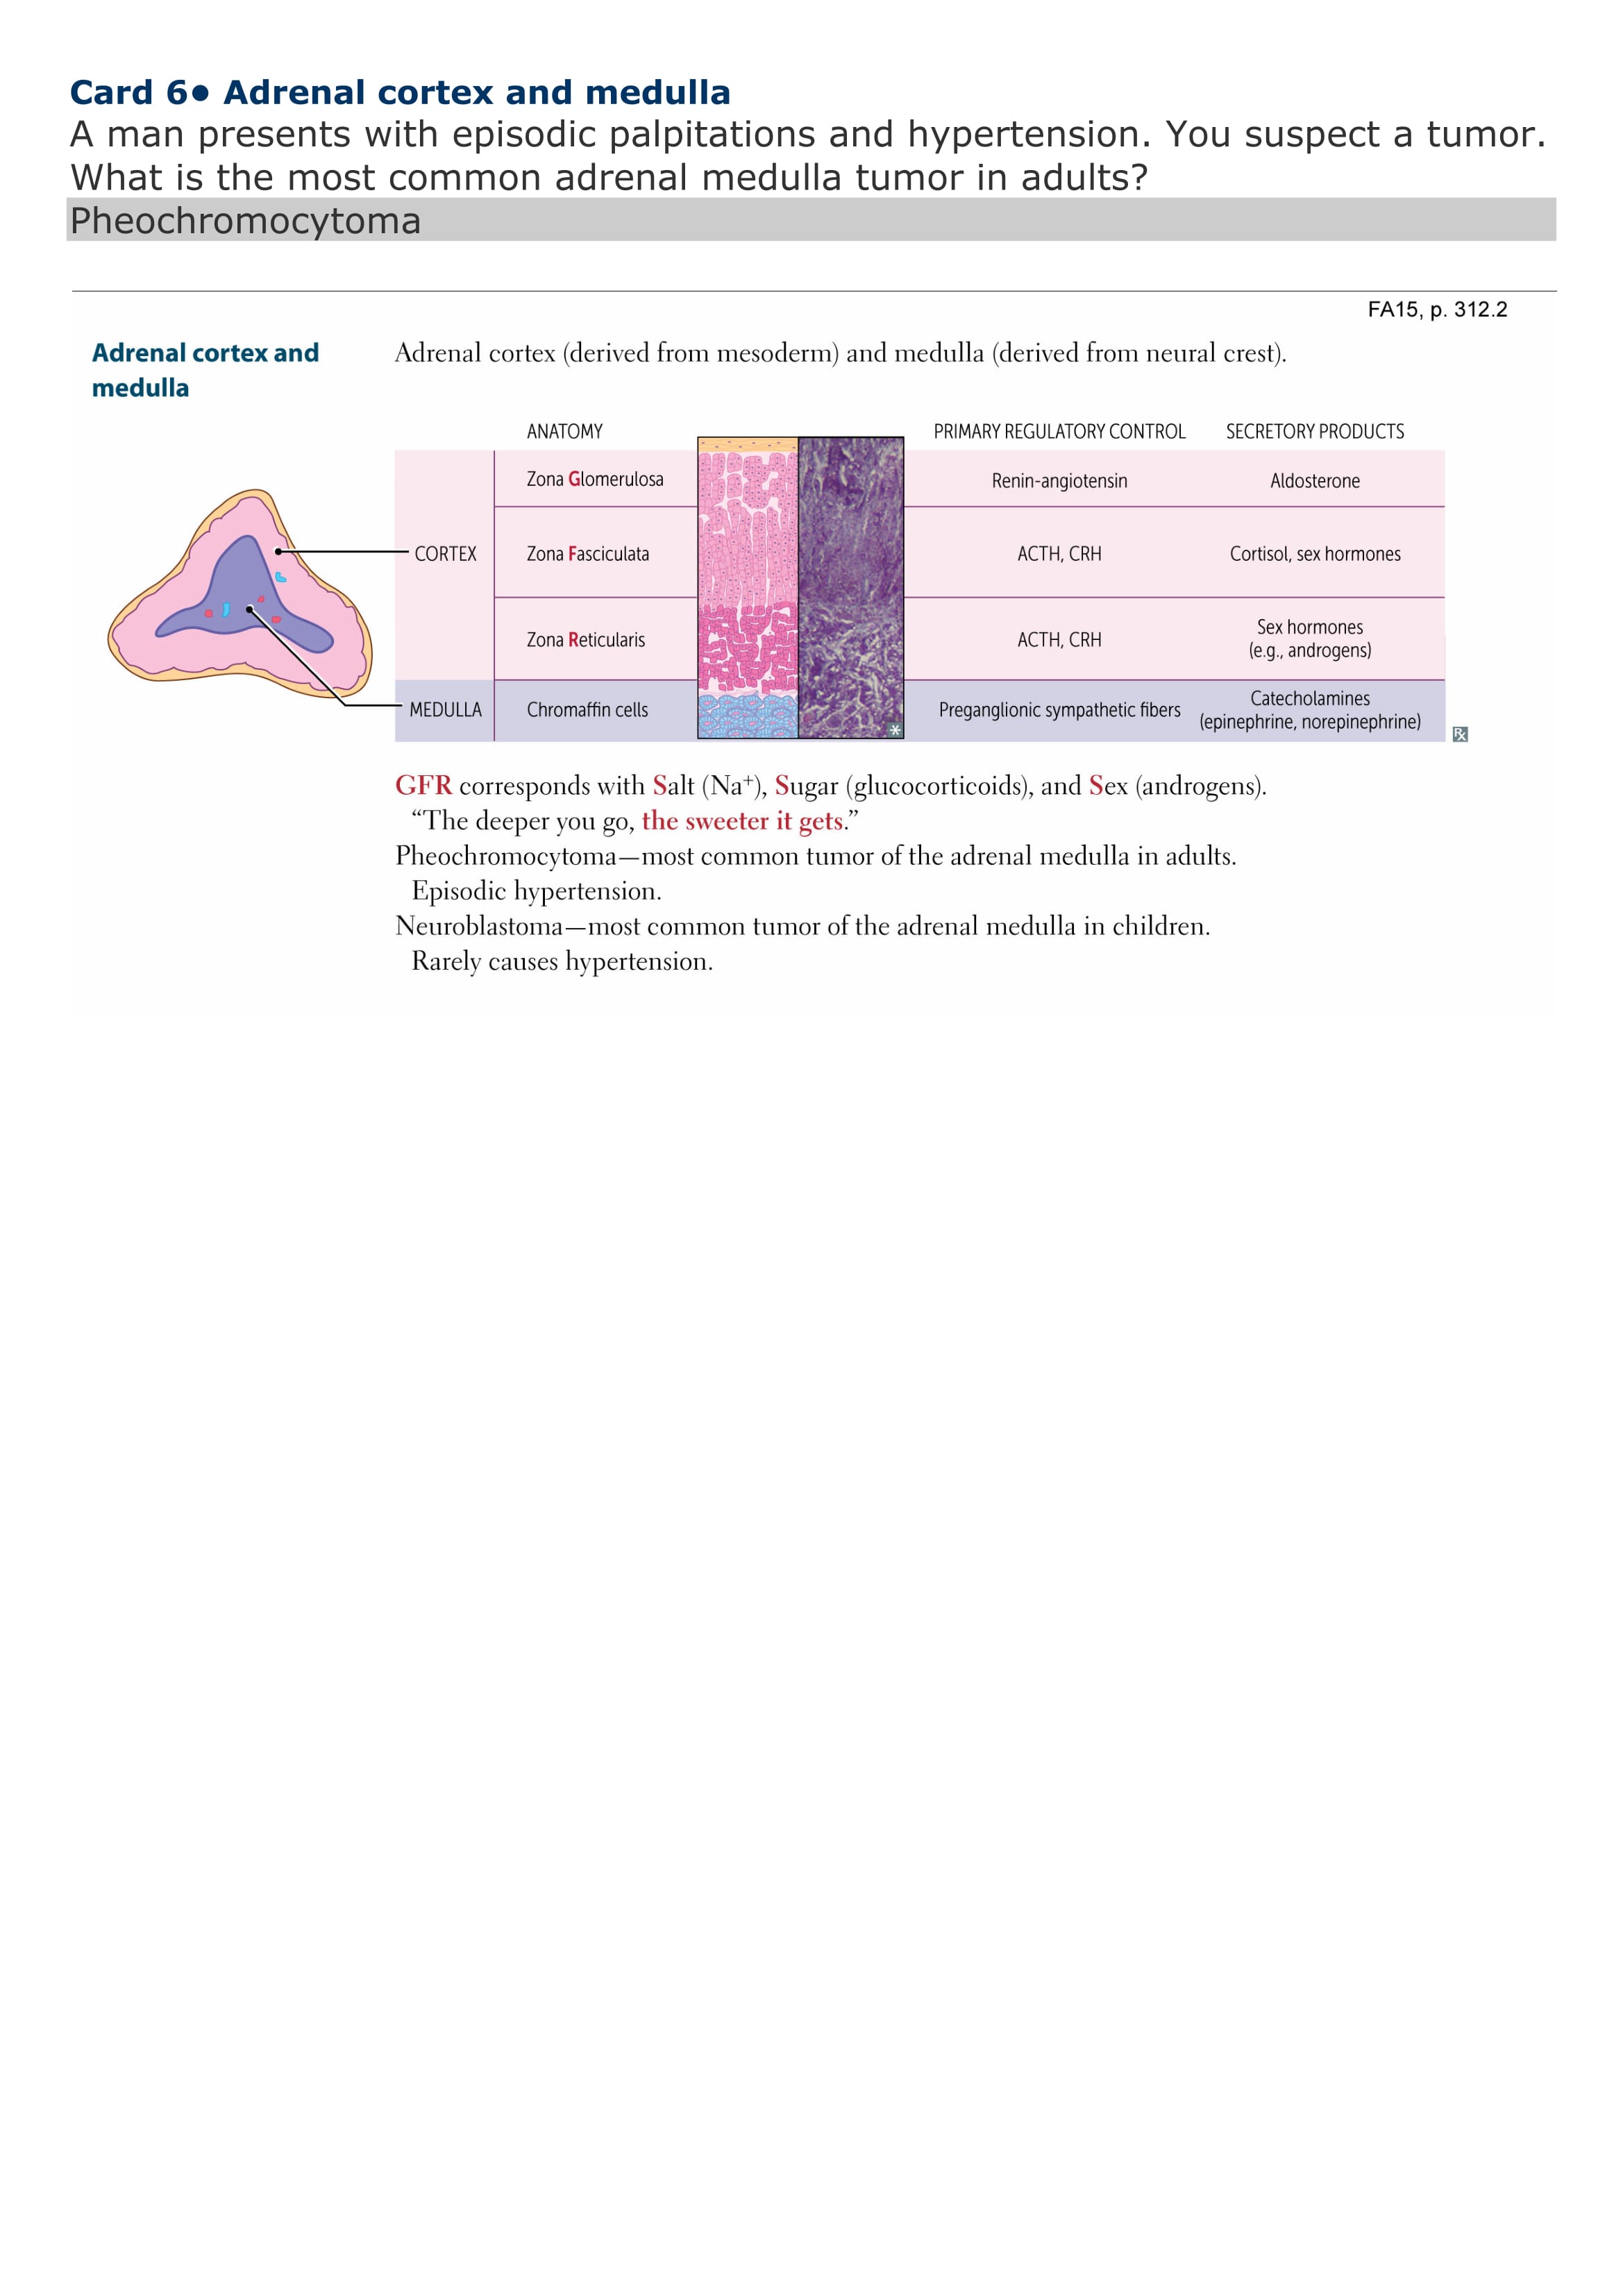 Card 6● Adrenal cortex and medulla
A man presents with episodic palpitations and hypertension. You suspect a tumor.
What is the most common adrenal medulla tumor in adults?
Pheochromocytoma
FA15, p. 312.2
Adrenal cortex and
medulla
Adrenal cortex (derived from mesoderm) and medulla (derived from neural crest).
ANATOMY PRIMARY REGULATORY CONTROL SECRETORY PRODUCTS
Zona Glomerulosa Renin-angiotensin Aldosterone
CORTEX Zona Fasciculata ACTH, CRH Cortisol, sex hormones
Zona Reticularis ACTH, CRH Sex hormones
(e.g., androgens)
MEDULLA Chromaffin cells Preganglionic sympathetic fibers Catecholamines
(epinephrine, norepinephrine)
*
Rx
GFR corresponds with Salt (Na⁺), Sugar (glucocorticoids), and Sex (androgens).
“The deeper you go, the sweeter it gets.”
Pheochromocytoma—most common tumor of the adrenal medulla in adults.
Episodic hypertension.
Neuroblastoma—most common tumor of the adrenal medulla in children.
Rarely causes hypertension.